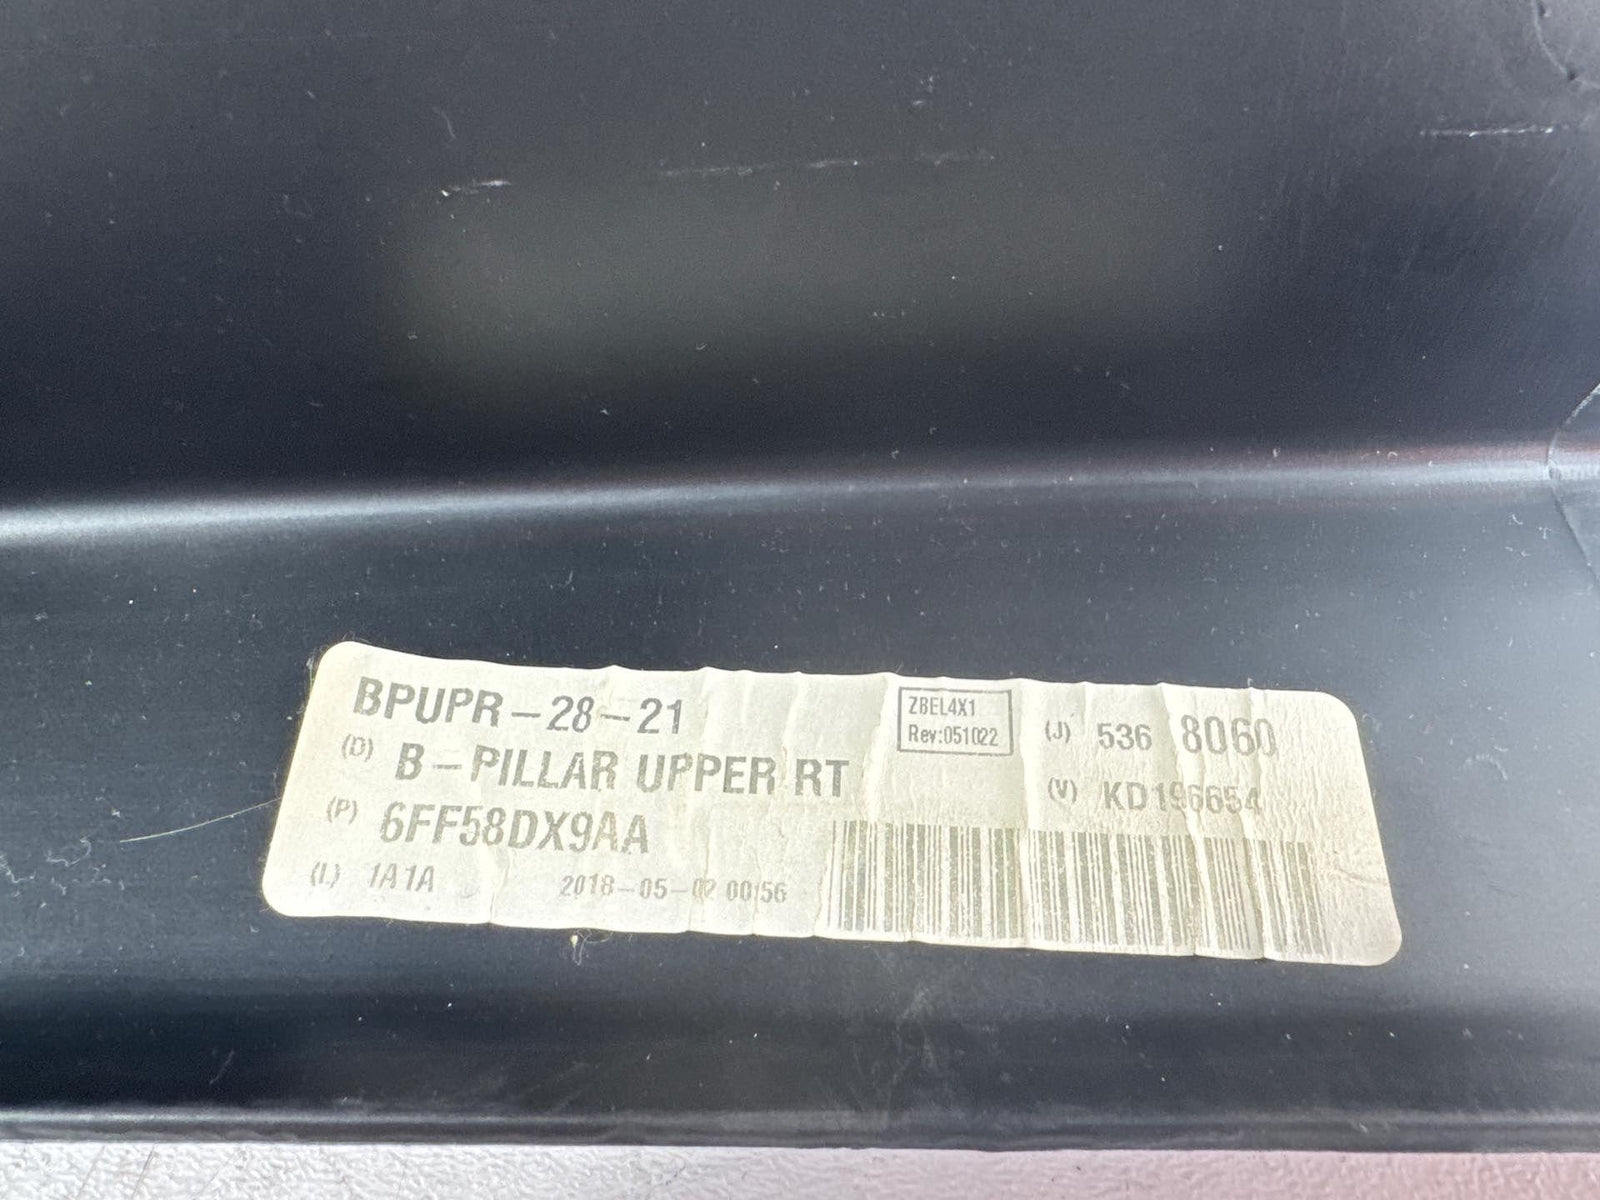 BPUPR-28-21
(D) B-PILLAR UPPER RT
(P) 6FF58DX9AA
(L) 1A1A 2018-05-02 00:56
ZBEL4X1
Rev:051022
(J) 536 8060
(V) KD196654